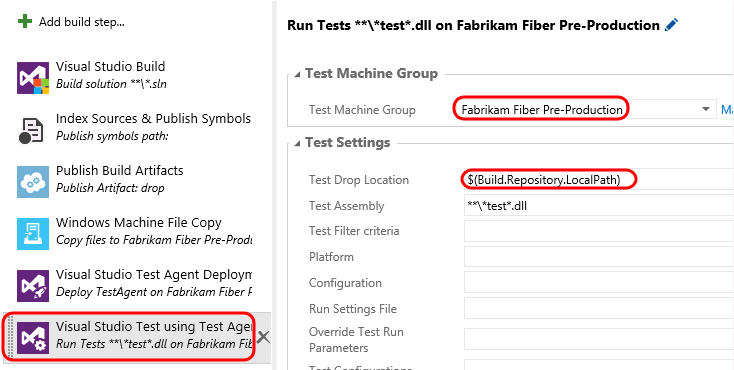 Add build step...
Visual Studio Build
Build solution **\*.sln
Index Sources & Publish Symbols
Publish symbols path:
Publish Build Artifacts
Publish Artifact: drop
Windows Machine File Copy
Copy files to Fabrikam Fiber Pre-Produ
Visual Studio Test Agent Deploym
Deploy TestAgent on Fabrikam Fiber P
Visual Studio Test using Test Agen
Run Tests **\*test*.dll on Fabrikam Fib
Run Tests **\*test*.dll on Fabrikam Fiber Pre-Production
Test Machine Group
Test Machine Group Fabrikam Fiber Pre-Production Ma
Test Settings
Test Drop Location $(Build.Repository.LocalPath)
Test Assembly **\*test*.dll
Test Filter criteria
Platform
Configuration
Run Settings File
Override Test Run
Parameters
Test Configurations